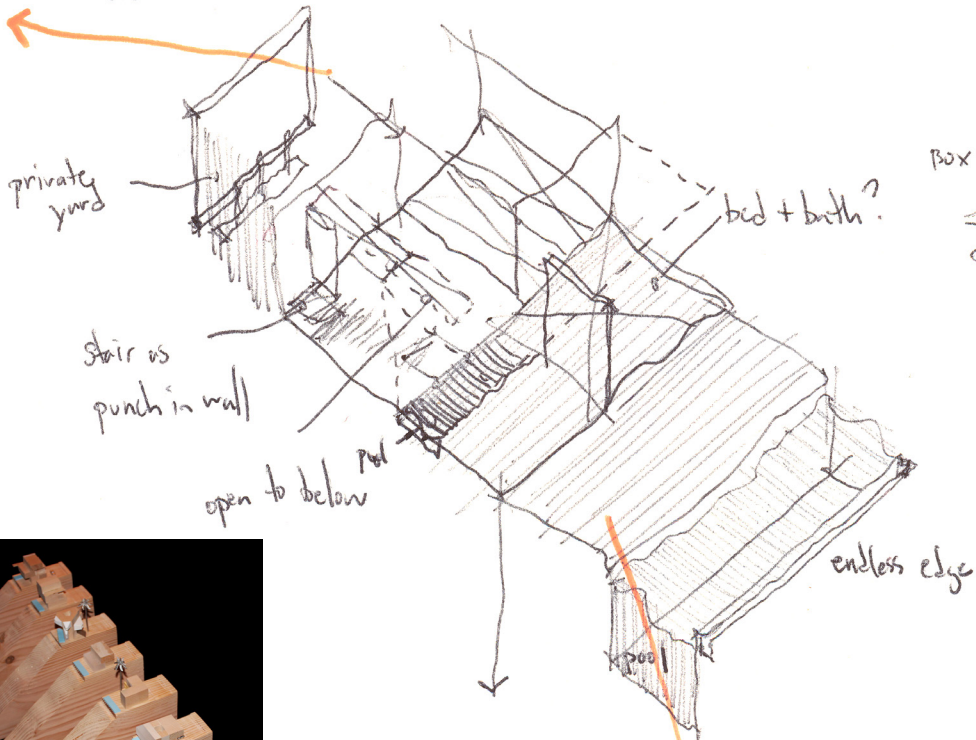 private
yard
BOX
bed + bath?
stair as
punch in wall
pool
open to below
endless edge
pool